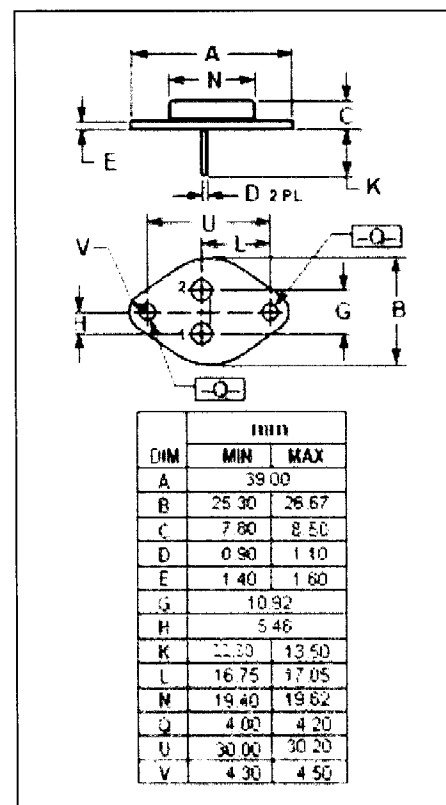 A
N
C
E
K
D 2 PL.
U
L
V
-Q-
2
H
G
B
1
-Q-
mm
DIM MIN MAX
A 39.00
B 25.30 26.67
C 7.80 8.50
D 0.90 1.10
E 1.40 1.60
G 10.92
H 5.46
K 13.50
L 16.75 17.05
N 19.40 19.62
Q 4.00 4.20
U 30.00 30.20
V 4.30 4.50